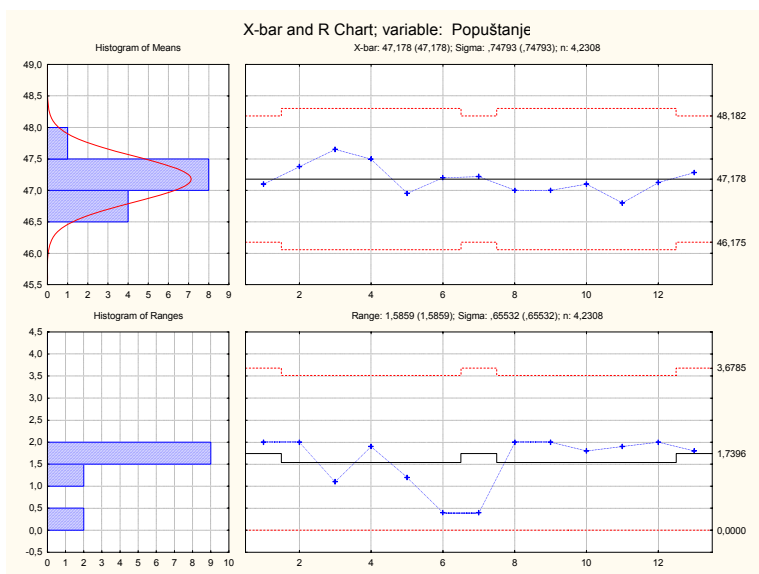 X-bar and R Chart; variable: Popuštanje
Histogram of Means
X-bar: 47,178 (47,178); Sigma: ,74793 (,74793); n: 4,2308
49,0
48,5
48,0
47,5
47,0
46,5
46,0
45,5
0 1 2 3 4 5 6 7 8 9
2 4 6 8 10 12
48,182
47,178
46,175
Histogram of Ranges
Range: 1,5859 (1,5859); Sigma: ,65532 (,65532); n: 4,2308
4,5
4,0
3,5
3,0
2,5
2,0
1,5
1,0
0,5
0,0
-0,5
0 1 2 3 4 5 6 7 8 9 10
2 4 6 8 10 12
3,6785
1,7396
0,0000